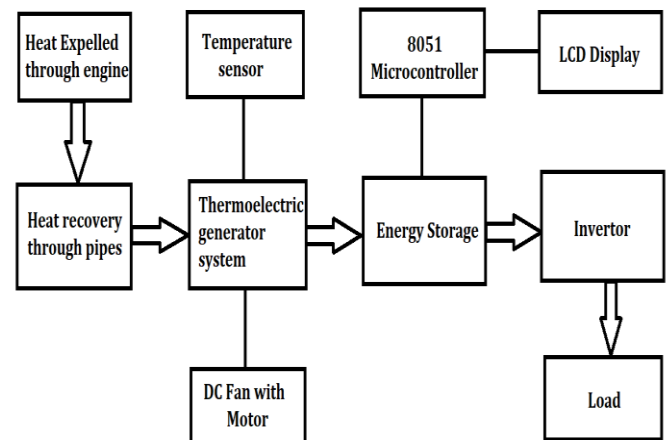 Heat Expelled
through engine
Temperature
sensor
8051
Microcontroller
LCD Display
Heat recovery
through pipes
Thermoelectric
generator
system
Energy Storage
Invertor
DC Fan with
Motor
Load